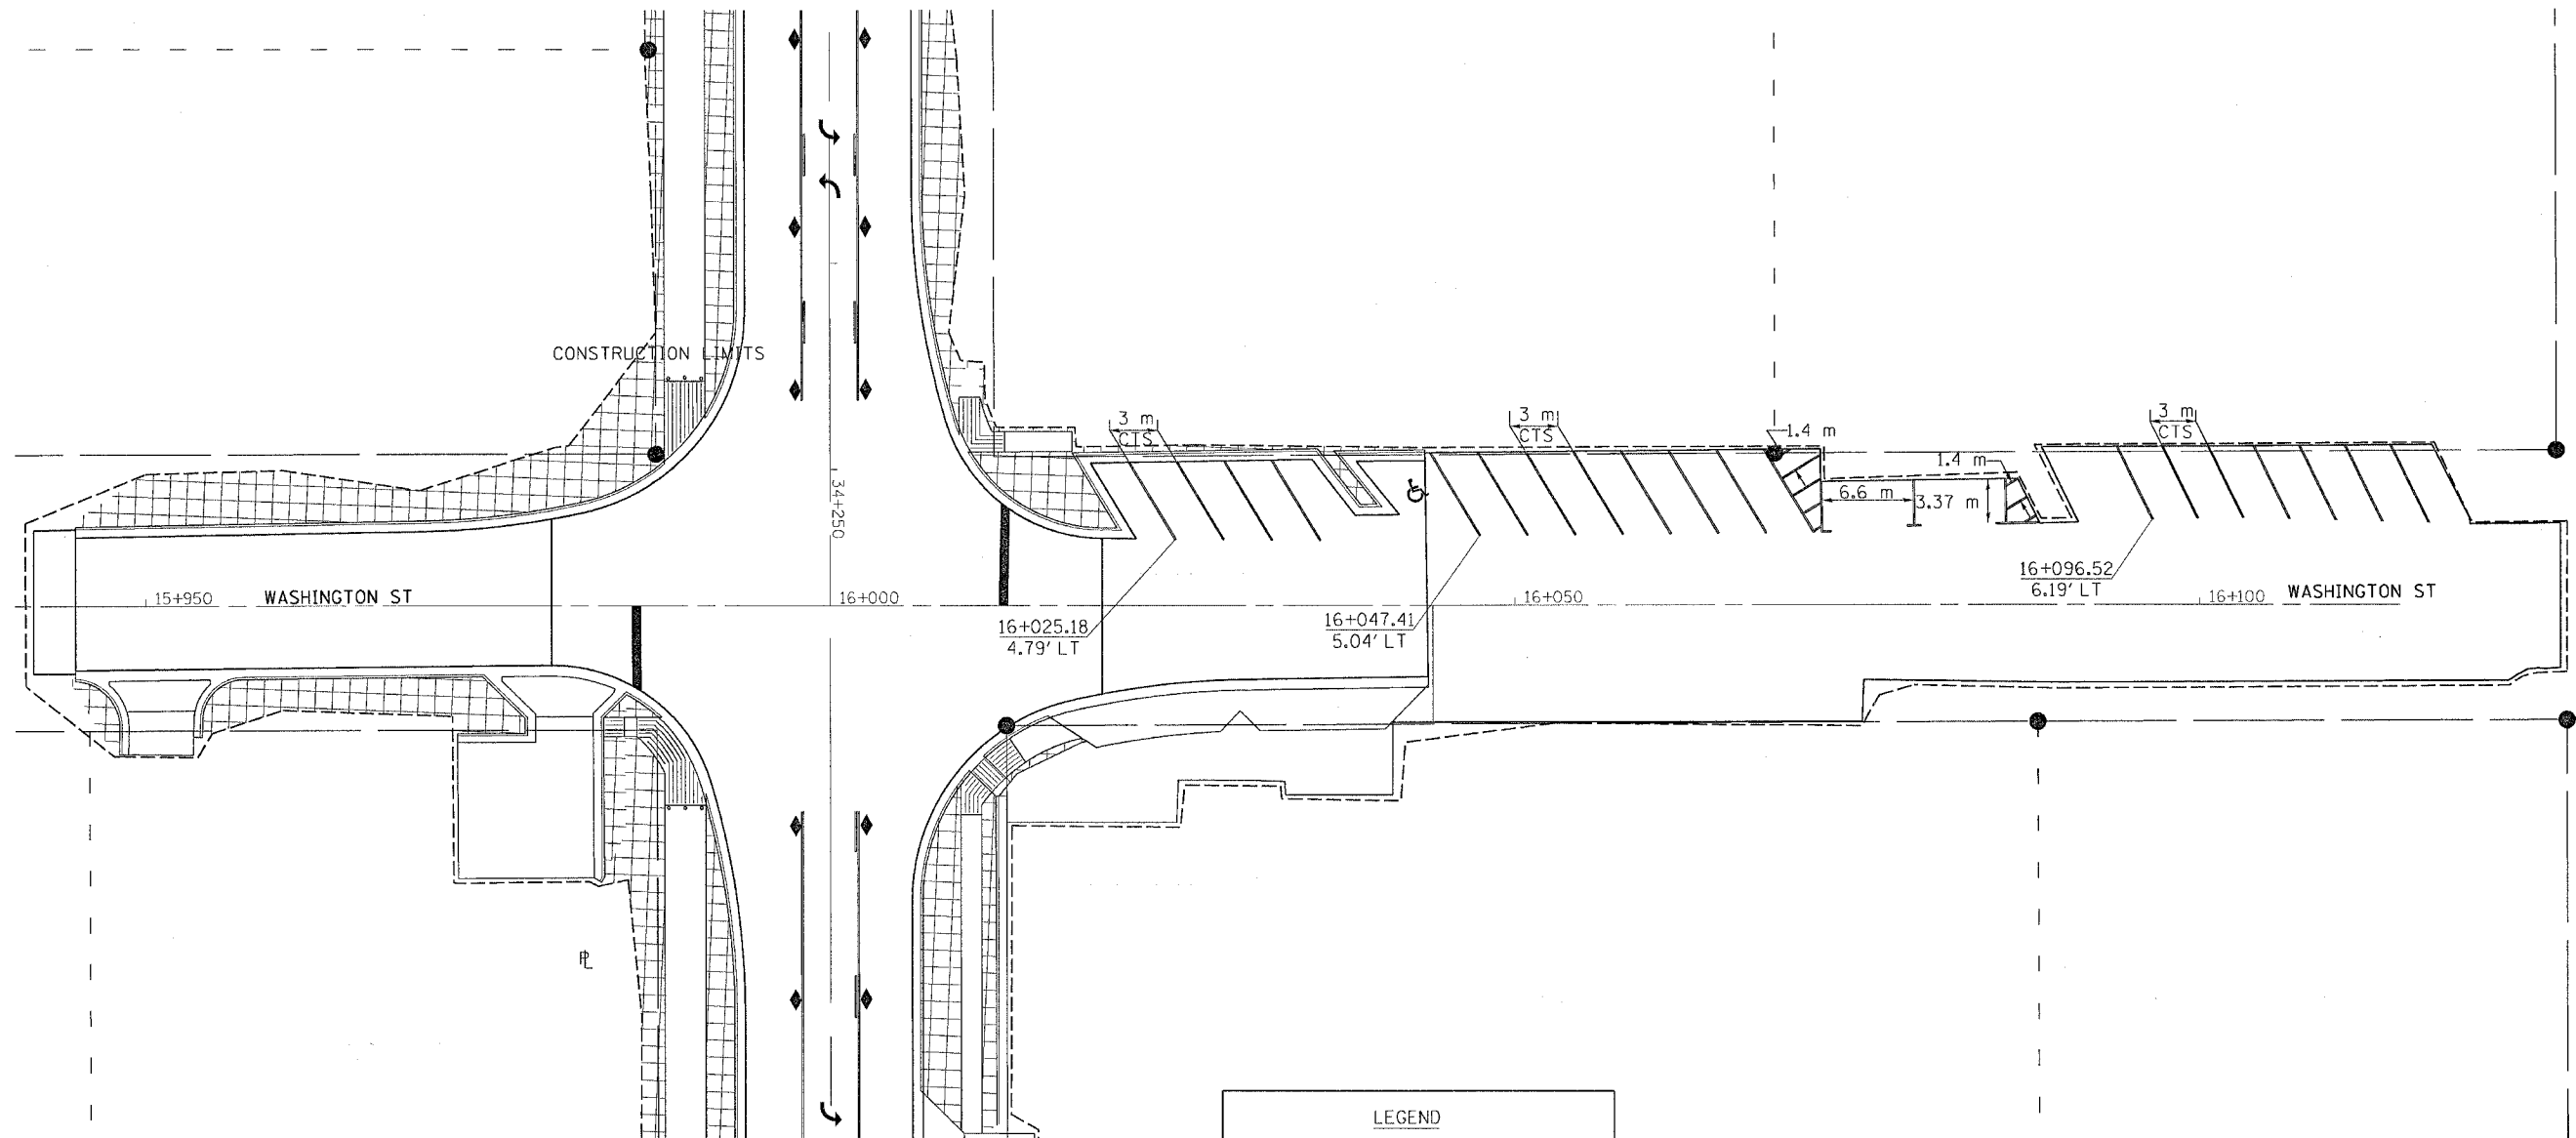 CONSTRUCTION LIMITS
3 m
CTS
3 m
CTS
1.4 m
3 m
CTS
1.4 m
6.6 m
3.37 m
34+250
15+950
WASHINGTON ST
16+000
16+050
16+100
WASHINGTON ST
16+025.18
4.79' LT
16+047.41
5.04' LT
16+096.52
6.19' LT
PL
LEGEND